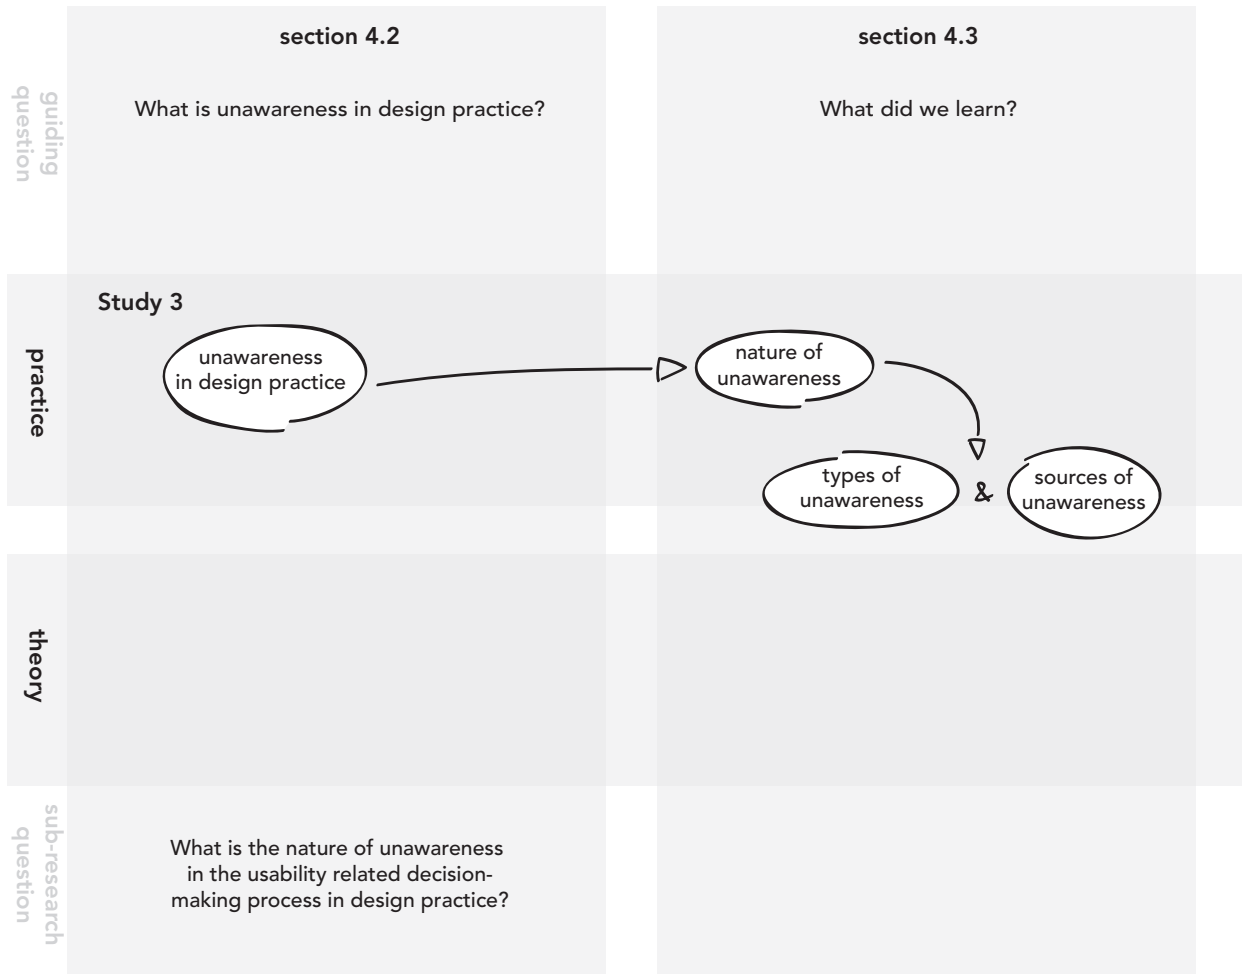 section 4.2
section 4.3
guiding
question
What is unawareness in design practice?
What did we learn?
practice
Study 3
unawareness
in design practice
nature of
unawareness
types of
unawareness
&
sources of
unawareness
theory
sub-research
question
What is the nature of unawareness
in the usability related decision-
making process in design practice?